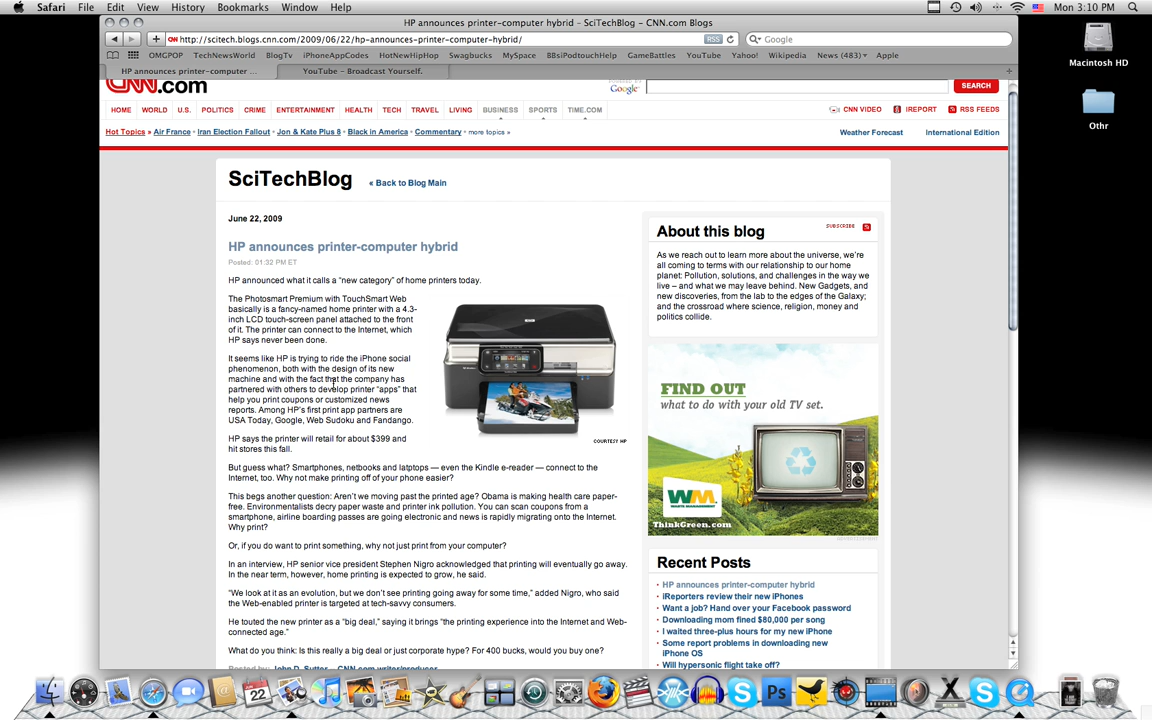 Safari File Edit View History Bookmarks Window Help
Mon 3:10 PM
HP announces printer-computer hybrid – SciTechBlog – CNN.com Blogs
http://scitech.blogs.cnn.com/2009/06/22/hp-announces-printer-computer-hybrid/
RSS
Google
OMGPOP TechNewsWorld BlogTv iPhoneAppCodes HotNewHipHop Swagbucks MySpace BBsiPodtouchHelp GameBattles YouTube Yahoo! Wikipedia News (483) Apple
HP announces printer-computer ...
YouTube – Broadcast Yourself.
CNN.com
Google
SEARCH
HOME WORLD U.S. POLITICS CRIME ENTERTAINMENT HEALTH TECH TRAVEL LIVING BUSINESS SPORTS TIME.COM
CNN VIDEO IREPORT RSS FEEDS
Hot Topics » Air France • Iran Election Fallout • Jon & Kate Plus 8 • Black in America • Commentary • more topics »
Weather Forecast International Edition
SciTechBlog
« Back to Blog Main
June 22, 2009
HP announces printer-computer hybrid
Posted: 01:32 PM ET
HP announced what it calls a “new category” of home printers today.
The Photosmart Premium with TouchSmart Web
basically is a fancy-named home printer with a 4.3-
inch LCD touch-screen panel attached to the front
of it. The printer can connect to the Internet, which
HP says never been done.
It seems like HP is trying to ride the iPhone social
phenomenon, both with the design of its new
machine and with the fact that the company has
partnered with others to develop printer “apps” that
help you print coupons or customized news
reports. Among HP’s first print app partners are
USA Today, Google, Web Sudoku and Fandango.
COURTESY HP
HP says the printer will retail for about $399 and
hit stores this fall.
But guess what? Smartphones, netbooks and latptops — even the Kindle e-reader — connect to the
Internet, too. Why not make printing off of your phone easier?
This begs another question: Aren’t we moving past the printed age? Obama is making health care paper-
free. Environmentalists decry paper waste and printer ink pollution. You can scan coupons from a
smartphone, airline boarding passes are going electronic and news is rapidly migrating onto the Internet.
Why print?
Or, if you do want to print something, why not just print from your computer?
In an interview, HP senior vice president Stephen Nigro acknowledged that printing will eventually go away.
In the near term, however, home printing is expected to grow, he said.
“We look at it as an evolution, but we don’t see printing going away for some time,” added Nigro, who said
the Web-enabled printer is targeted at tech-savvy consumers.
He touted the new printer as a “big deal,” saying it brings “the printing experience into the Internet and Web-
connected age.”
What do you think: Is this really a big deal or just corporate hype? For 400 bucks, would you buy one?
Posted by: John D. Sutter -- CNN.com writer/producer
About this blog
SUBSCRIBE
As we reach out to learn more about the universe, we’re
all coming to terms with our relationship to our home
planet: Pollution, solutions, and challenges in the way we
live – and what we may leave behind. New Gadgets, and
new discoveries, from the lab to the edges of the Galaxy;
and the crossroad where science, religion, money and
politics collide.
FIND OUT
what to do with your old TV set.
WM
WASTE MANAGEMENT
ThinkGreen.com
ADVERTISEMENT
Recent Posts
HP announces printer-computer hybrid
iReporters review their new iPhones
Want a job? Hand over your Facebook password
Downloading mom fined $80,000 per song
I waited three-plus hours for my new iPhone
Some report problems in downloading new
iPhone OS
Will hypersonic flight take off?
Macintosh HD
Othr
JUN
22
Ps